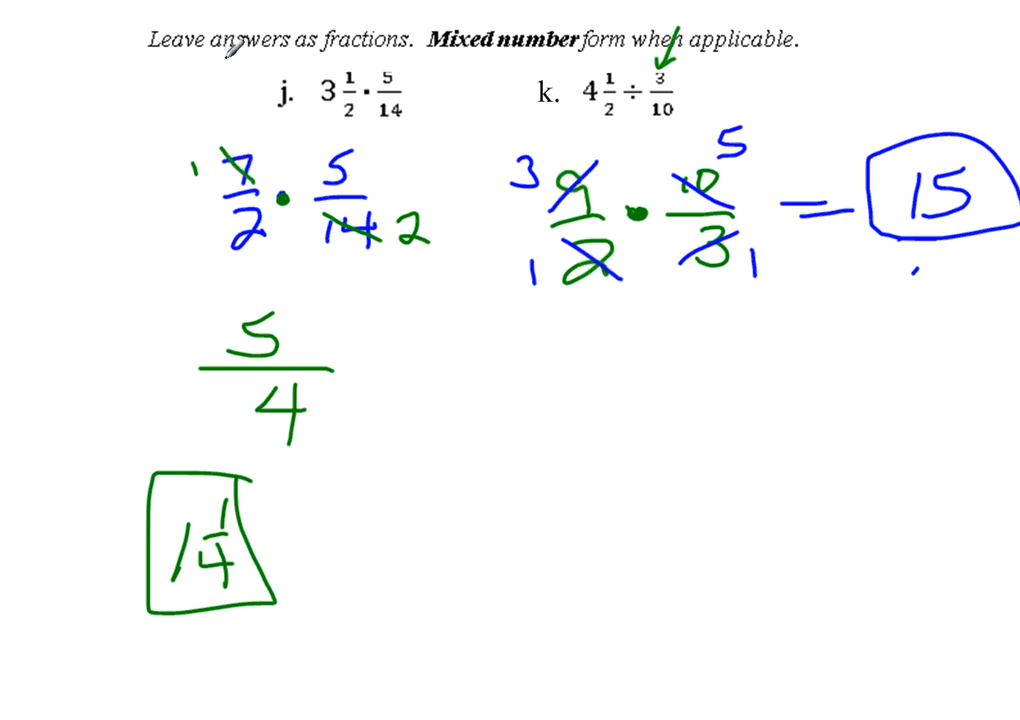 Leave answers as fractions. Mixed number form when applicable.
j. 3 1/2 · 5/14
k. 4 1/2 ÷ 3/10
1 7/2 · 5/14 2
3 9/2 1 · 10/3 5 1 = 15
5/4
1 1/4